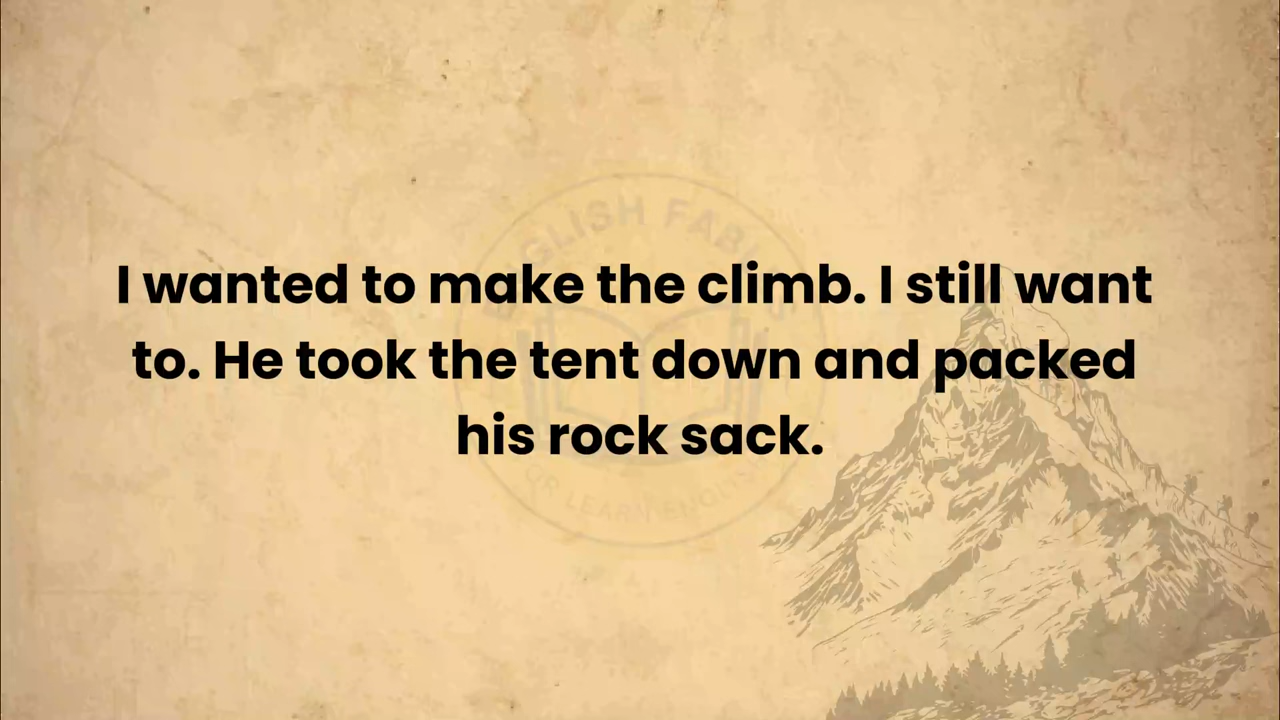 I wanted to make the climb. I still want
to. He took the tent down and packed
his rock sack.